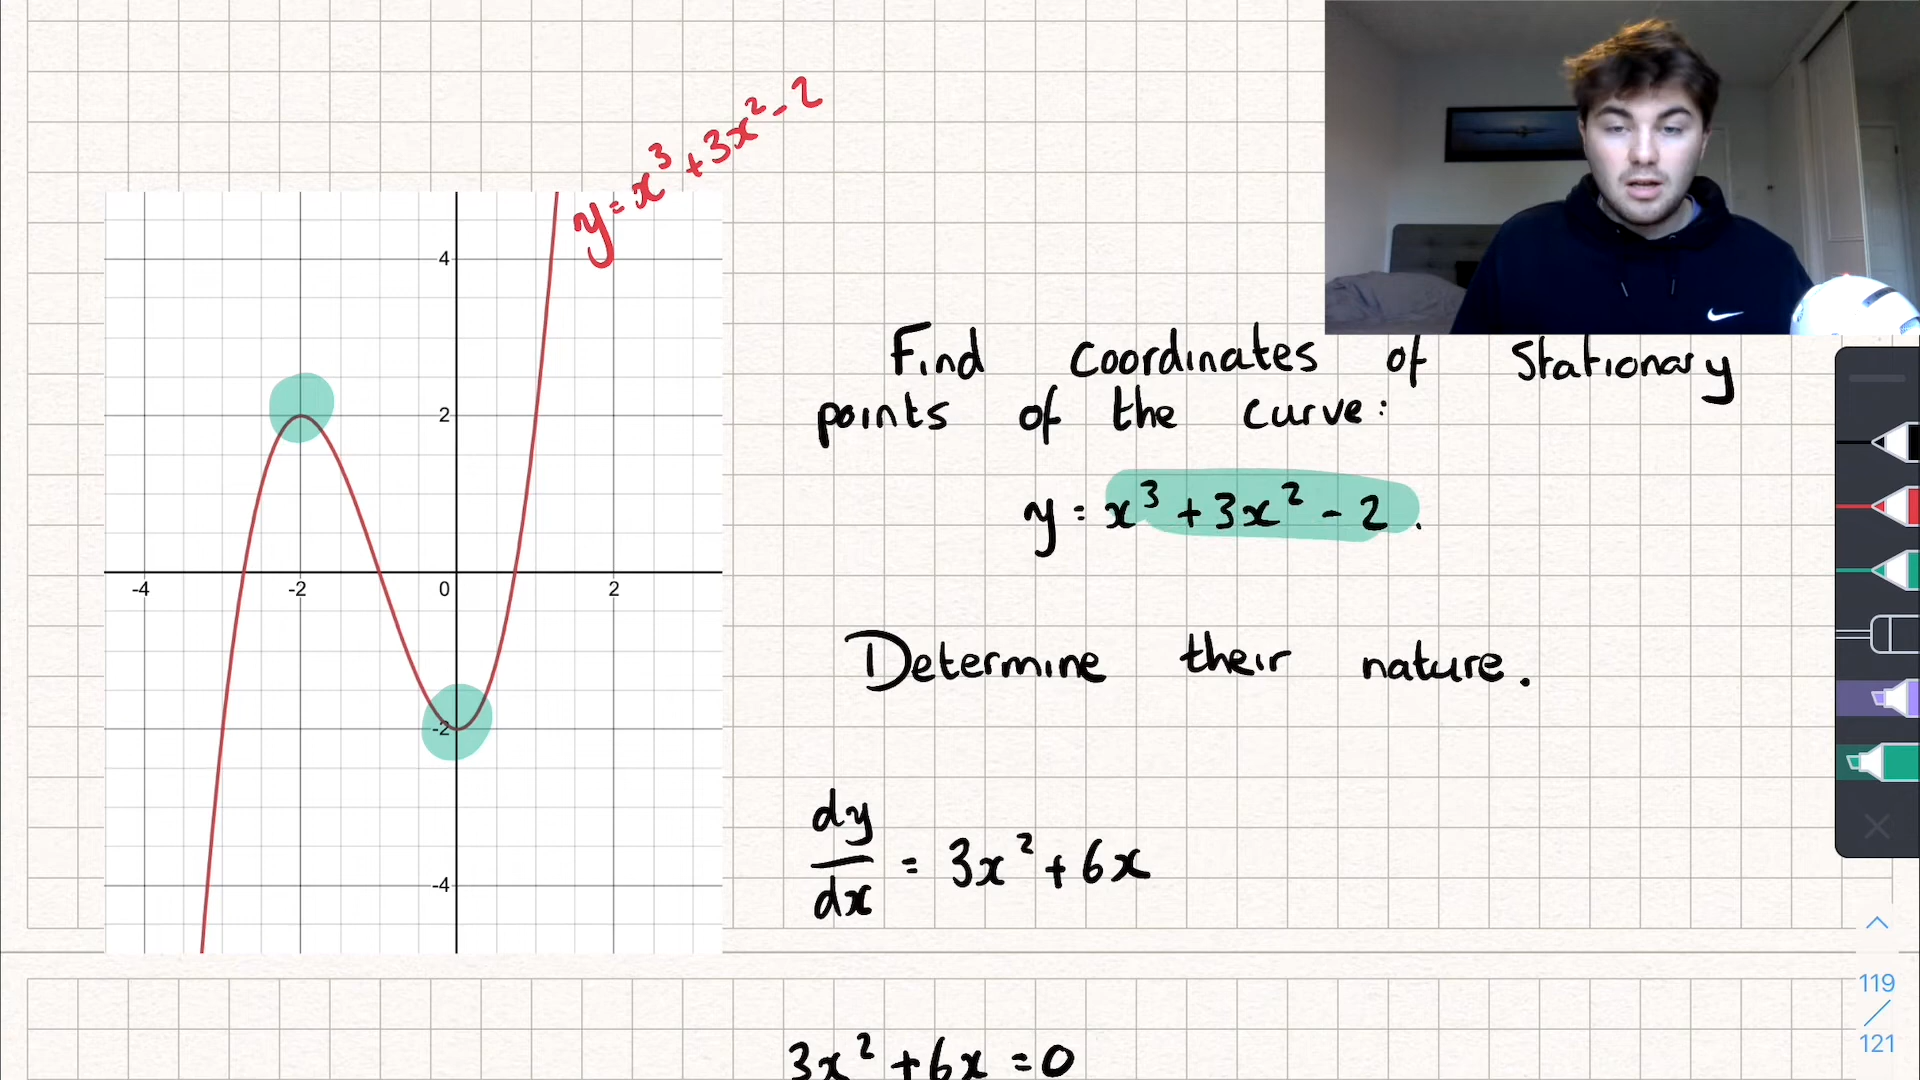 y = x³ + 3x² - 2
4
2
-4 -2 0 2
-2
-4
Find coordinates of stationary
points of the curve:
y = x³ + 3x² - 2.
Determine their nature.
dy/dx = 3x² + 6x
3x² + 6x = 0
119
/
121